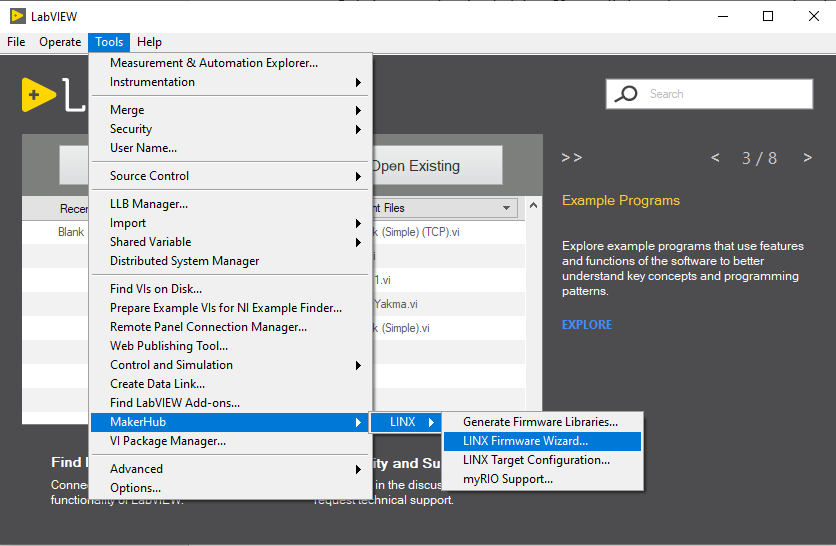 LabVIEW
File Operate Tools Help
Measurement & Automation Explorer...
Instrumentation
Merge
Security
User Name...
Source Control
LLB Manager...
Import
Shared Variable
Distributed System Manager
Find VIs on Disk...
Prepare Example VIs for NI Example Finder...
Remote Panel Connection Manager...
Web Publishing Tool...
Control and Simulation
Create Data Link...
Find LabVIEW Add-ons...
MakerHub
VI Package Manager...
Advanced
Options...
LINX
Generate Firmware Libraries...
LINX Firmware Wizard...
LINX Target Configuration...
myRIO Support...
L
Search
Open Existing
Recen
nt Files
Blank
k (Simple) (TCP).vi
i
1.vi
Yakma.vi
k (Simple).vi
>> < 3 / 8 >
Example Programs
Explore example programs that use features
and functions of the software to better
understand key concepts and programming
patterns.
EXPLORE
Find
ity and Su
Conne
in the discus
functionality of LabVIEW.
request technical support.